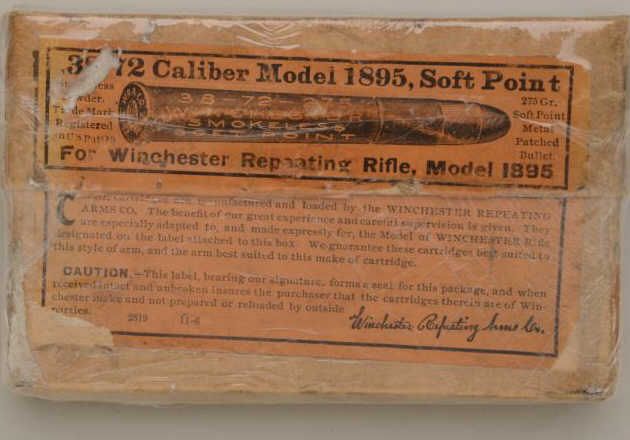 .38-72 Caliber Model 1895, Soft Point
Powder.
Trade Mark
Registered
38-72-275
SMOKELESS
SOFT POINT
275 Gr.
Soft Point
Metal
Patched
Bullet.
For Winchester Repeating Rifle, Model 1895
are manufactured and loaded by the WINCHESTER REPEATING
ARMS CO. The benefit of our great experience and careful supervision is given. They
are especially adapted to, and made expressly for, the Model of WINCHESTER Rifle
designated on the label attached to this box. We guarantee these cartridges best suited to
this style of arm, and the arm best suited to this make of cartridge.
CAUTION.—This label, bearing our signature, forms a seal for this package, and when
received intact and unbroken insures the purchaser that the cartridges therein are of Win-
chester make and not prepared or reloaded by outside
parties.
2819 11-6
Winchester Repeating Arms Co.